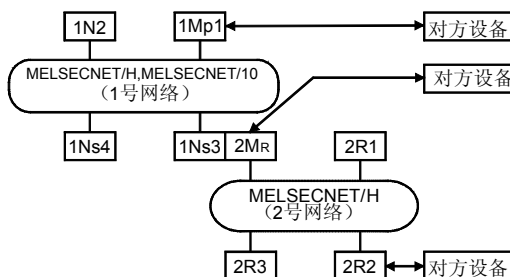 1N2
1Mp1
对方设备
MELSECNET/H,MELSECNET/10
（1号网络）
对方设备
1Ns4
1Ns3
2MR
2R1
MELSECNET/H
（2号网络）
2R3
2R2
对方设备